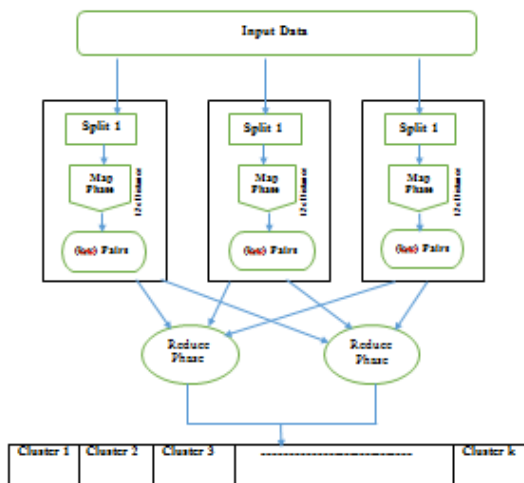 Input Data
Split 1
Split 1
Split 1
Map
Phase
Map
Phase
Map
Phase
Pairs
Pairs
Pairs
Reduce
Phase
Reduce
Phase
Cluster 1
Cluster 2
Cluster 3
Cluster k